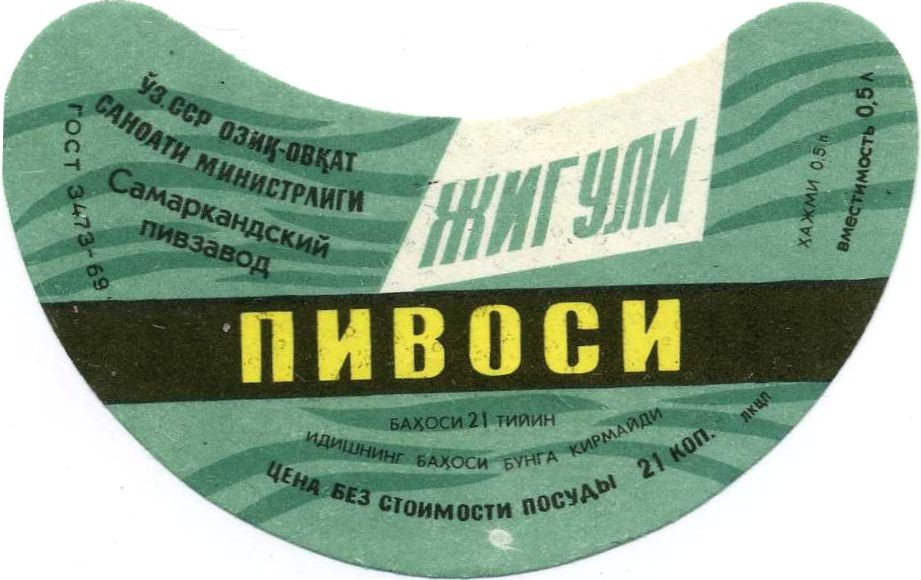 ЎЗ.ССР ОЗИҚ-ОВҚАТ
САНОАТИ МИНИСТРЛИГИ
Самаркандский
пивзавод
ГОСТ 3473-69
ЖИГУЛИ
ХАЖМИ 0,5 л
вместимость 0,5 л
ПИВОСИ
БАҲОСИ 21 ТИЙИН
ИДИШНИНГ БАҲОСИ БУНГА КИРМАЙДИ
ЦЕНА БЕЗ СТОИМОСТИ ПОСУДЫ 21 КОП.
ЛКЦП